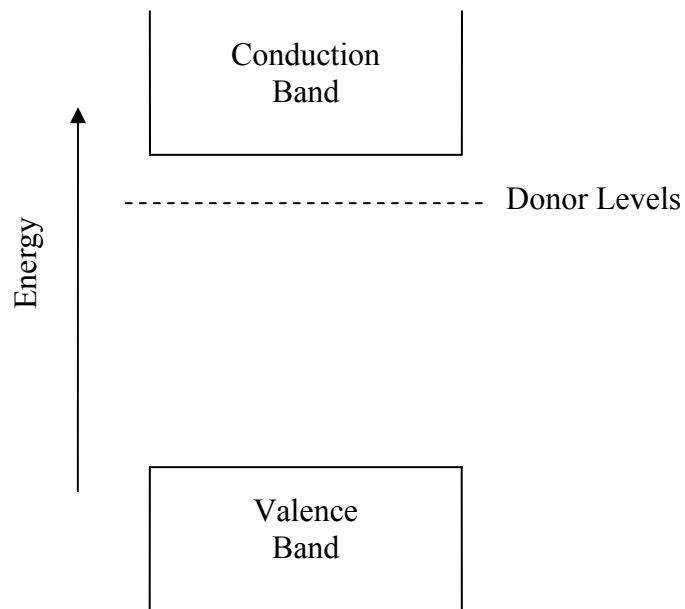 Conduction
Band
Donor Levels
Energy
Valence
Band